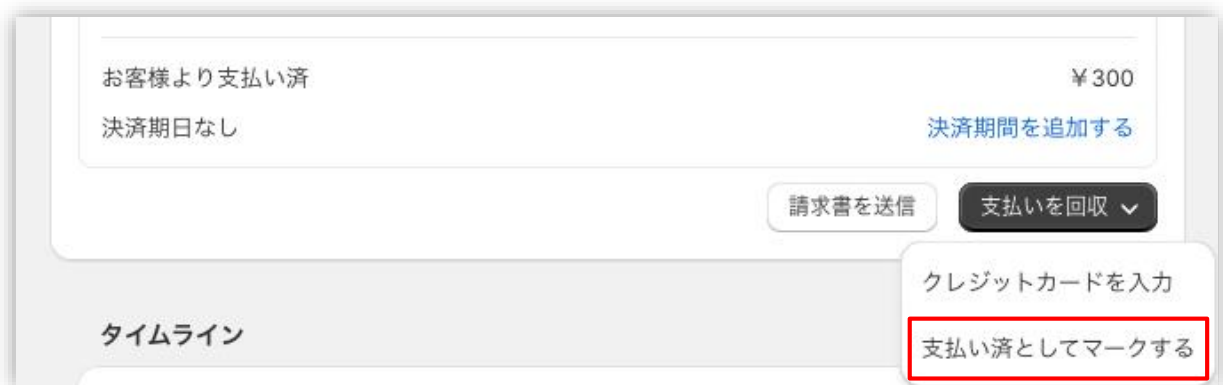 お客様より支払い済 ¥300
決済期日なし 決済期間を追加する
請求書を送信 支払いを回収
クレジットカードを入力
タイムライン
支払い済としてマークする